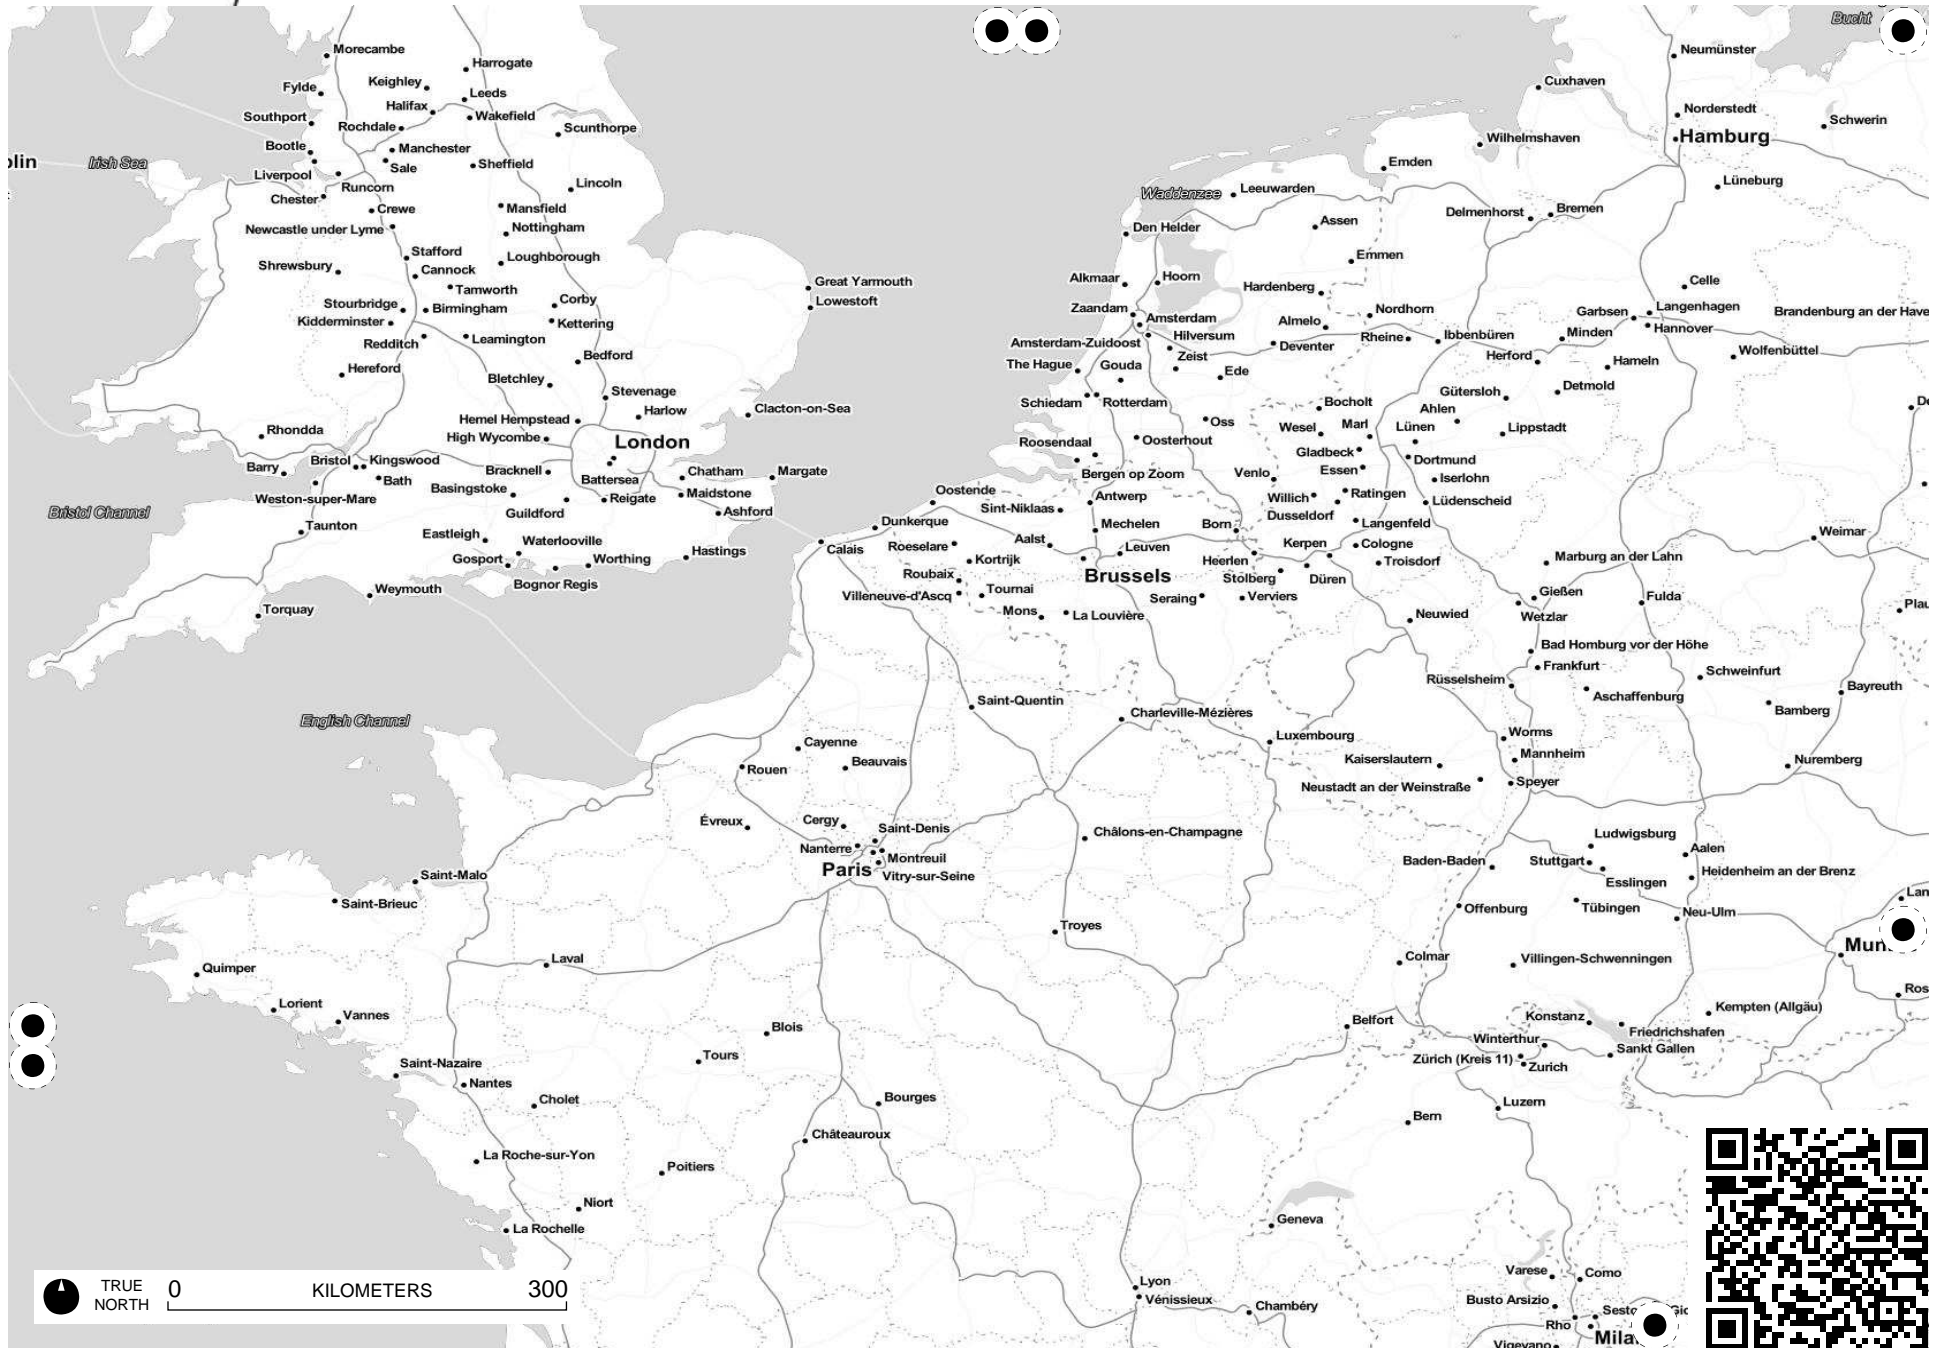 Bucht
Morecambe
Neumünster
Harrogate
Keighley
Cuxhaven
Fylde
Leeds
Halifax
Norderstedt
Southport
Wakefield
Schwerin
Rochdale
Scunthorpe
Hamburg
Wilhelmshaven
Bootle
Manchester
Irish Sea
Sale
Sheffield
Emden
Liverpool
Runcorn
Lincoln
Waddenzee
Leeuwarden
Lüneburg
Chester
Crewe
Mansfield
Delmenhorst
Bremen
Newcastle under Lyme
Nottingham
Den Helder
Assen
Stafford
Loughborough
Emmen
Shrewsbury
Cannock
Alkmaar
Hoorn
Great Yarmouth
Celle
Tamworth
Hardenberg
Lowestoft
Stourbridge
Birmingham
Corby
Zaandam
Nordhorn
Garbsen
Langenhagen
Brandenburg an der Have
Kidderminster
Kettering
Amsterdam
Almelo
Hannover
Redditch
Leamington
Amsterdam-Zuidoost
Hilversum
Deventer
Rheine
Ibbenbüren
Minden
Bedford
Zeist
Herford
Hameln
Wolfenbüttel
Hereford
The Hague
Gouda
Ede
Bletchley
Stevenage
Gütersloh
Detmold
Schiedam
Rotterdam
Bocholt
Ahlen
Hemel Hempstead
Harlow
Clacton-on-Sea
Oss
Wesel
Marl
Lünen
Lippstadt
Rhondda
High Wycombe
London
Roosendaal
Oosterhout
Gladbeck
Barry
Bristol
Kingswood
Bracknell
Chatham
Margate
Bergen op Zoom
Venlo
Essen
Dortmund
Bath
Battersea
Iserlohn
Weston-super-Mare
Basingstoke
Reigate
Maidstone
Oostende
Antwerp
Willich
Ratingen
Lüdenscheid
Bristol Channel
Guildford
Ashford
Sint-Niklaas
Dusseldorf
Taunton
Dunkerque
Mechelen
Born
Langenfeld
Weimar
Eastleigh
Waterlooville
Calais
Roeselare
Aalst
Leuven
Kerpen
Cologne
Gosport
Worthing
Hastings
Kortrijk
Heerlen
Troisdorf
Marburg an der Lahn
Bognor Regis
Roubaix
Brussels
Stolberg
Düren
Weymouth
Villeneuve-d'Ascq
Tournai
Seraing
Verviers
Gießen
Fulda
Plau
Torquay
Mons
La Louvière
Neuwied
Wetzlar
Bad Homburg vor der Höhe
Frankfurt
Schweinfurt
Rüsselsheim
Aschaffenburg
Bayreuth
Saint-Quentin
Charleville-Mézières
Bamberg
English Channel
Cayenne
Luxembourg
Worms
Rouen
Beauvais
Kaiserslautern
Mannheim
Nuremberg
Neustadt an der Weinstraße
Speyer
Évreux
Cergy
Saint-Denis
Châlons-en-Champagne
Ludwigsburg
Nanterre
Montreuil
Aalen
Paris
Vitry-sur-Seine
Baden-Baden
Stuttgart
Heidenheim an der Brenz
Saint-Malo
Esslingen
Lan
Saint-Brieuc
Offenburg
Tübingen
Neu-Ulm
Troyes
Mun
Laval
Colmar
Villingen-Schwenningen
Quimper
Ros
Lorient
Vannes
Blois
Belfort
Konstanz
Kempten (Allgäu)
Friedrichshafen
Winterthur
Sankt Gallen
Saint-Nazaire
Tours
Zürich (Kreis 11)
Zurich
Nantes
Cholet
Bourges
Luzern
Bern
Châteauroux
La Roche-sur-Yon
Poitiers
Niort
La Rochelle
Geneva
TRUE NORTH
0 KILOMETERS 300
Varese
Como
Lyon
Vénissieux
Busto Arsizio
Chambéry
Rho
Vigevano